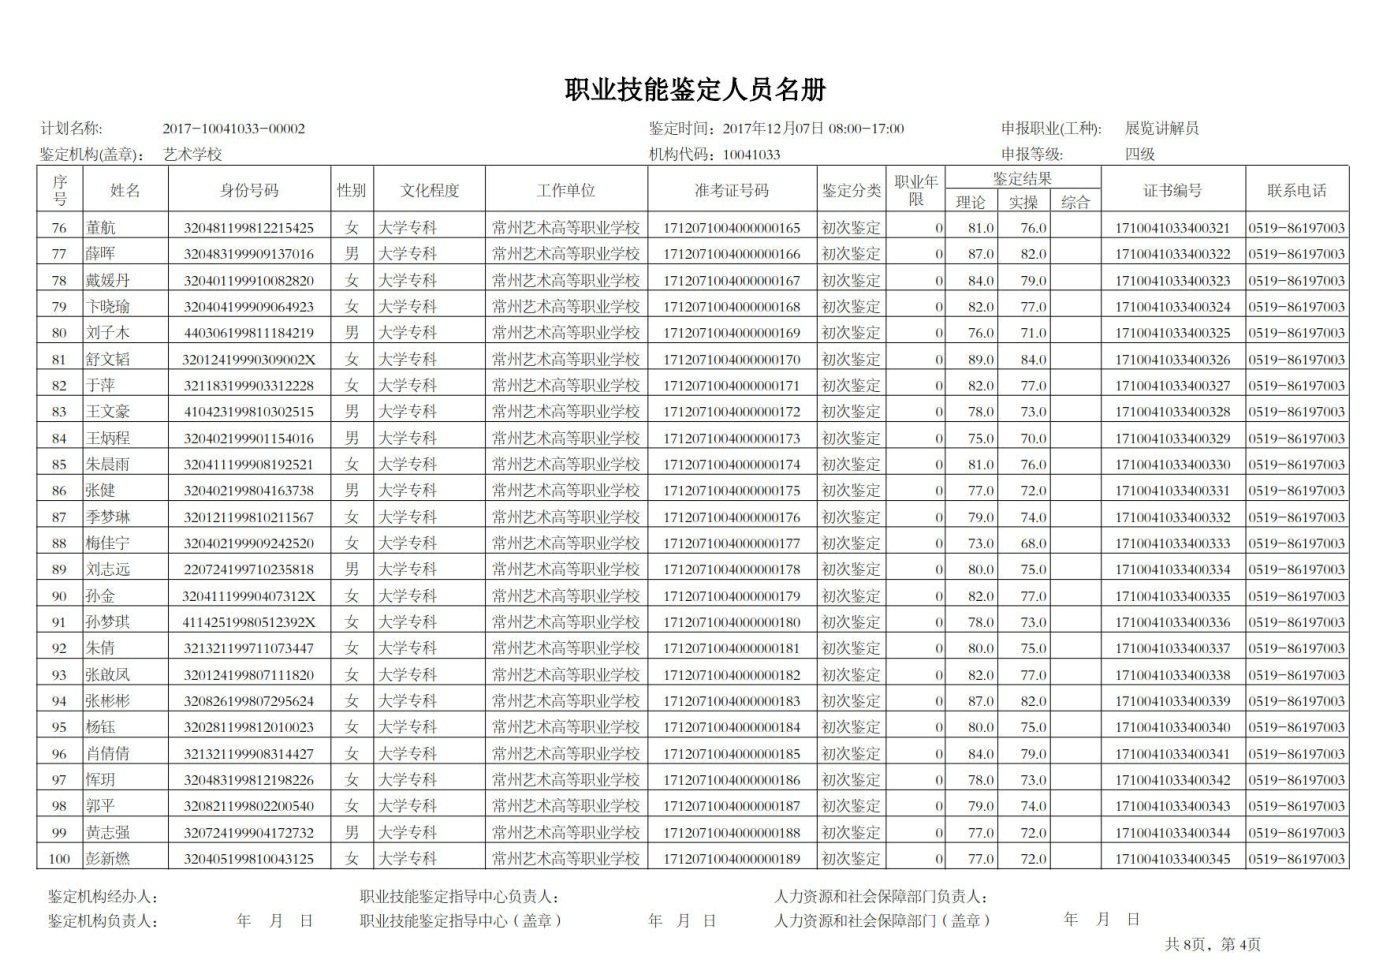 职业技能鉴定人员名册
计划名称: 2017-10041033-00002 鉴定时间: 2017年12月07日 08:00-17:00 申报职业(工种): 展览讲解员
鉴定机构(盖章): 艺术学校 机构代码: 10041033 申报等级: 四级
序号 姓名 身份号码 性别 文化程度 工作单位 准考证号码 鉴定分类 职业年限 鉴定结果 证书编号 联系电话
理论 实操 综合
76 董航 320481199812215425 女 大学专科 常州艺术高等职业学校 1712071004000000165 初次鉴定 0 81.0 76.0 1710041033400321 0519-86197003
77 薛晖 320483199909137016 男 大学专科 常州艺术高等职业学校 1712071004000000166 初次鉴定 0 87.0 82.0 1710041033400322 0519-86197003
78 戴媛丹 320401199910082820 女 大学专科 常州艺术高等职业学校 1712071004000000167 初次鉴定 0 84.0 79.0 1710041033400323 0519-86197003
79 卞晓瑜 320404199909064923 女 大学专科 常州艺术高等职业学校 1712071004000000168 初次鉴定 0 82.0 77.0 1710041033400324 0519-86197003
80 刘子木 440306199811184219 男 大学专科 常州艺术高等职业学校 1712071004000000169 初次鉴定 0 76.0 71.0 1710041033400325 0519-86197003
81 舒文韬 32012419990309002X 女 大学专科 常州艺术高等职业学校 1712071004000000170 初次鉴定 0 89.0 84.0 1710041033400326 0519-86197003
82 于萍 321183199903312228 女 大学专科 常州艺术高等职业学校 1712071004000000171 初次鉴定 0 82.0 77.0 1710041033400327 0519-86197003
83 王文豪 410423199810302515 男 大学专科 常州艺术高等职业学校 1712071004000000172 初次鉴定 0 78.0 73.0 1710041033400328 0519-86197003
84 王炳程 320402199901154016 男 大学专科 常州艺术高等职业学校 1712071004000000173 初次鉴定 0 75.0 70.0 1710041033400329 0519-86197003
85 朱晨雨 320411199908192521 女 大学专科 常州艺术高等职业学校 1712071004000000174 初次鉴定 0 81.0 76.0 1710041033400330 0519-86197003
86 张健 320402199804163738 男 大学专科 常州艺术高等职业学校 1712071004000000175 初次鉴定 0 77.0 72.0 1710041033400331 0519-86197003
87 季梦琳 320121199810211567 女 大学专科 常州艺术高等职业学校 1712071004000000176 初次鉴定 0 79.0 74.0 1710041033400332 0519-86197003
88 梅佳宁 320402199909242520 女 大学专科 常州艺术高等职业学校 1712071004000000177 初次鉴定 0 73.0 68.0 1710041033400333 0519-86197003
89 刘志远 220724199710235818 男 大学专科 常州艺术高等职业学校 1712071004000000178 初次鉴定 0 80.0 75.0 1710041033400334 0519-86197003
90 孙金 32041119990407312X 女 大学专科 常州艺术高等职业学校 1712071004000000179 初次鉴定 0 82.0 77.0 1710041033400335 0519-86197003
91 孙梦琪 41142519980512392X 女 大学专科 常州艺术高等职业学校 1712071004000000180 初次鉴定 0 78.0 73.0 1710041033400336 0519-86197003
92 朱倩 321321199711073447 女 大学专科 常州艺术高等职业学校 1712071004000000181 初次鉴定 0 80.0 75.0 1710041033400337 0519-86197003
93 张啟凤 320124199807111820 女 大学专科 常州艺术高等职业学校 1712071004000000182 初次鉴定 0 82.0 77.0 1710041033400338 0519-86197003
94 张彬彬 320826199807295624 女 大学专科 常州艺术高等职业学校 1712071004000000183 初次鉴定 0 87.0 82.0 1710041033400339 0519-86197003
95 杨钰 320281199812010023 女 大学专科 常州艺术高等职业学校 1712071004000000184 初次鉴定 0 80.0 75.0 1710041033400340 0519-86197003
96 肖倩倩 321321199908314427 女 大学专科 常州艺术高等职业学校 1712071004000000185 初次鉴定 0 84.0 79.0 1710041033400341 0519-86197003
97 恽玥 320483199812198226 女 大学专科 常州艺术高等职业学校 1712071004000000186 初次鉴定 0 78.0 73.0 1710041033400342 0519-86197003
98 郭平 320821199802200540 女 大学专科 常州艺术高等职业学校 1712071004000000187 初次鉴定 0 79.0 74.0 1710041033400343 0519-86197003
99 黄志强 320724199904172732 男 大学专科 常州艺术高等职业学校 1712071004000000188 初次鉴定 0 77.0 72.0 1710041033400344 0519-86197003
100 彭新燃 320405199810043125 女 大学专科 常州艺术高等职业学校 1712071004000000189 初次鉴定 0 77.0 72.0 1710041033400345 0519-86197003
鉴定机构经办人: 职业技能鉴定指导中心负责人: 人力资源和社会保障部门负责人:
鉴定机构负责人: 年 月 日 职业技能鉴定指导中心（盖章） 年 月 日 人力资源和社会保障部门（盖章） 年 月 日
共 8页, 第 4页